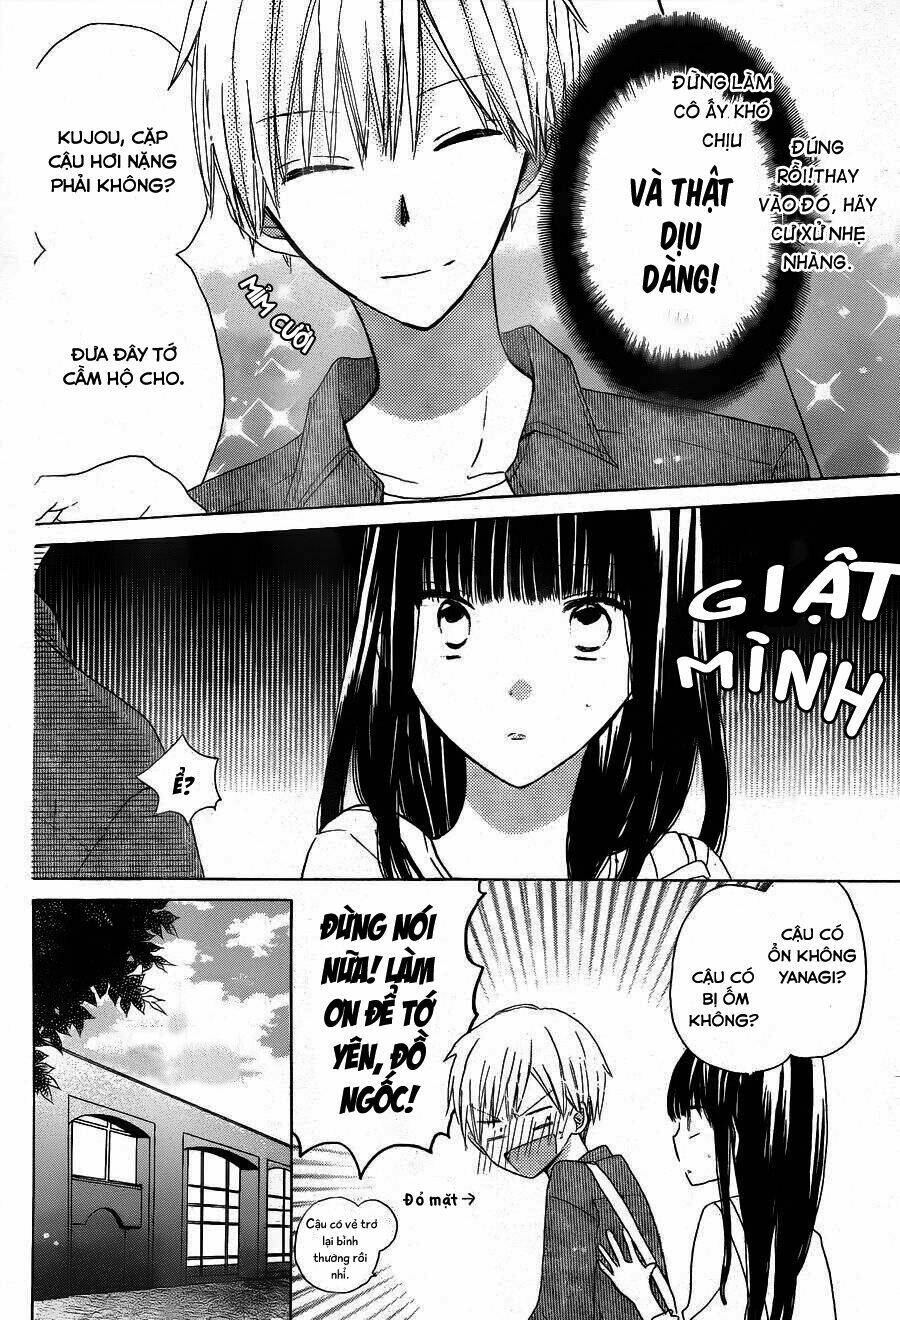 ĐỪNG LÀM
CÔ ẤY KHÓ
CHỊU
ĐÚNG
RỒI!THAY
VÀO ĐÓ, HÃY
CƯ XỬ NHẸ
NHÀNG.
VÀ THẬT
DỊU
DÀNG!
KUJOU, CẶP
CẬU HƠI NẶNG
PHẢI KHÔNG?
MỈM CƯỜI
ĐƯA ĐÂY TỚ
CẦM HỘ CHO.
GIẬT
MÌNH
Ể?
CẬU CÓ
ỔN KHÔNG
YANAGI?
CẬU CÓ
BỊ ỐM
KHÔNG?
ĐỪNG NÓI
NỮA! LÀM
ƠN ĐỂ TỚ
YÊN, ĐỒ
NGỐC!
Đỏ mặt →
Cậu có vẻ trở
lại bình
thường rồi
nhỉ.